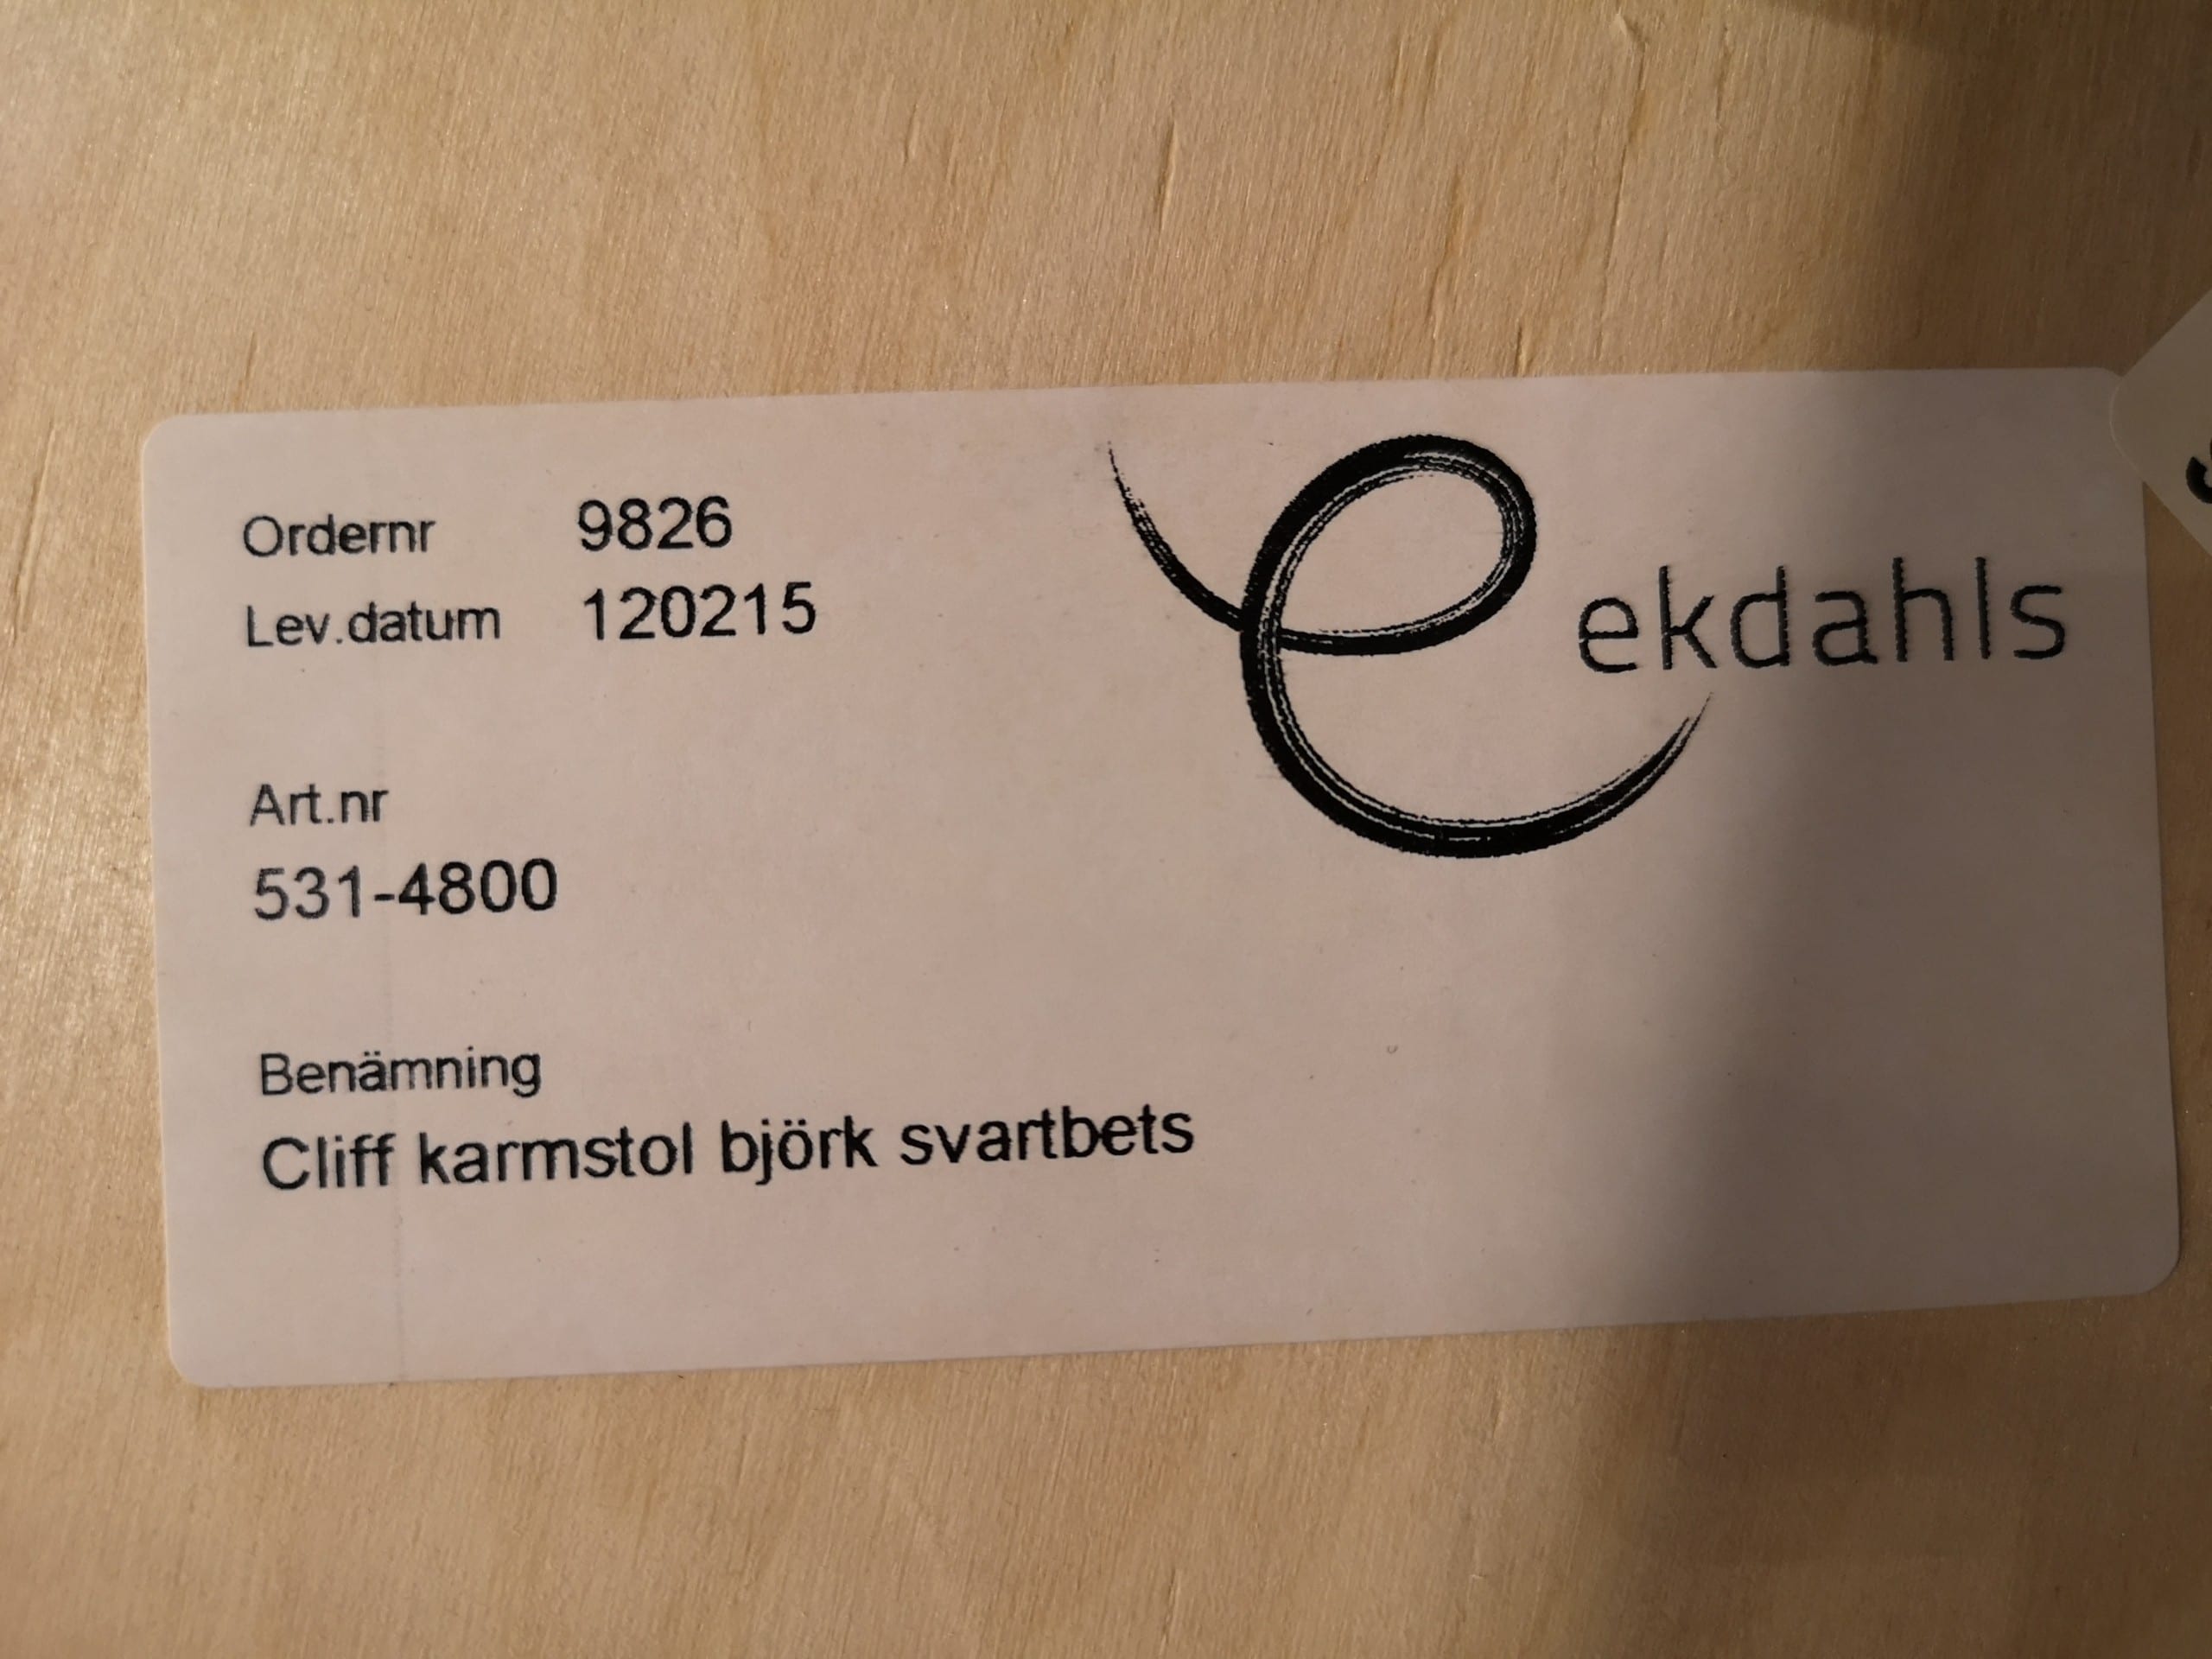 Ordernr 9826
Lev.datum 120215
ekdahls
Art.nr
531-4800
Benämning
Cliff karmstol björk svartbets